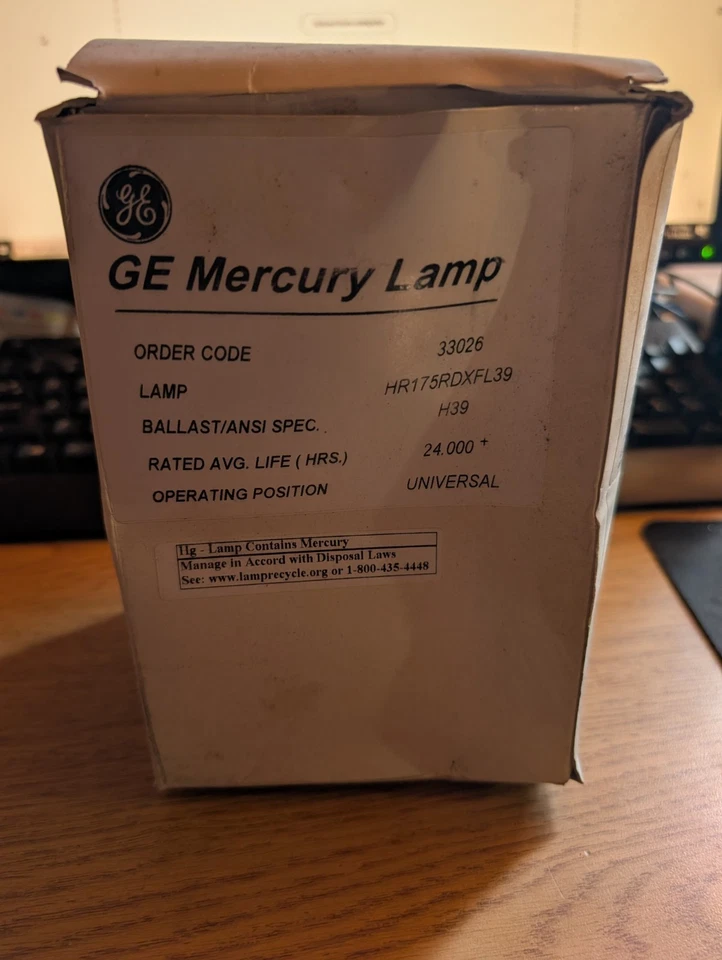 GE
GE Mercury Lamp
ORDER CODE 33026
LAMP HR175RDXFL39
BALLAST/ANSI SPEC. H39
RATED AVG. LIFE ( HRS.) 24.000 +
OPERATING POSITION UNIVERSAL
Hg - Lamp Contains Mercury
Manage in Accord with Disposal Laws
See: www.lamprecycle.org or 1-800-435-4448